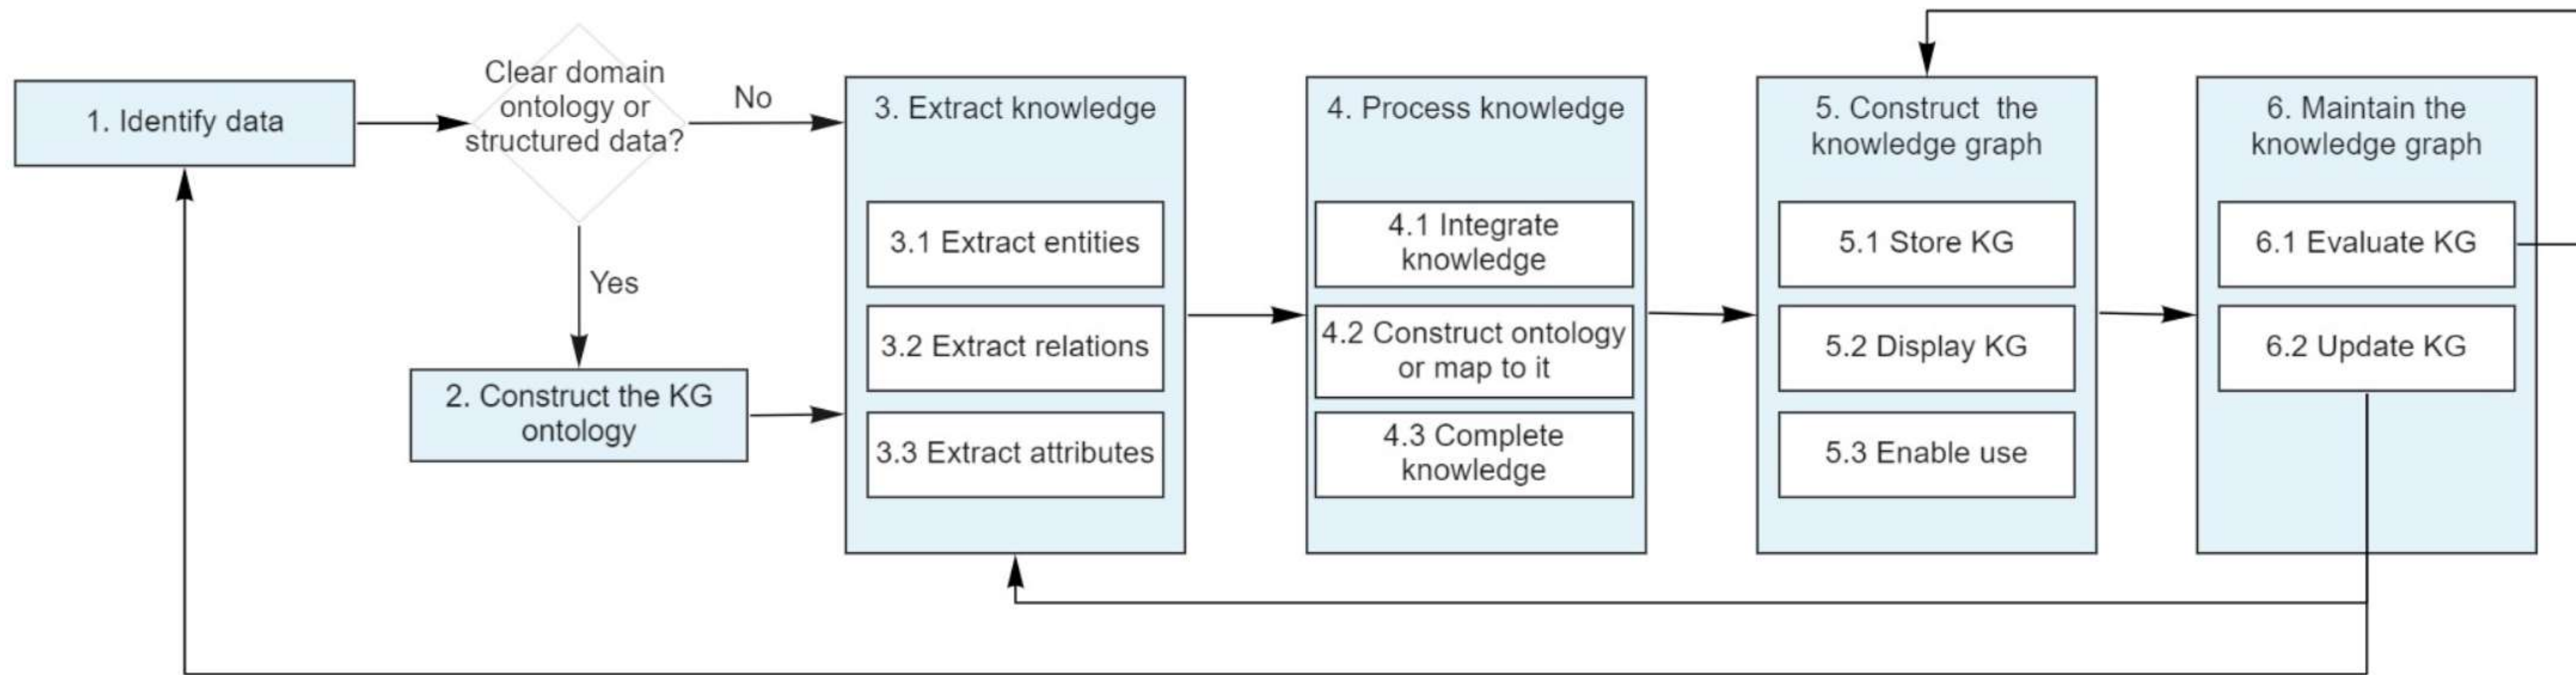 1. Identify data
Clear domain
ontology or
structured data?
No
Yes
2. Construct the KG
ontology
3. Extract knowledge
3.1 Extract entities
3.2 Extract relations
3.3 Extract attributes
4. Process knowledge
4.1 Integrate
knowledge
4.2 Construct ontology
or map to it
4.3 Complete
knowledge
5. Construct the
knowledge graph
5.1 Store KG
5.2 Display KG
5.3 Enable use
6. Maintain the
knowledge graph
6.1 Evaluate KG
6.2 Update KG